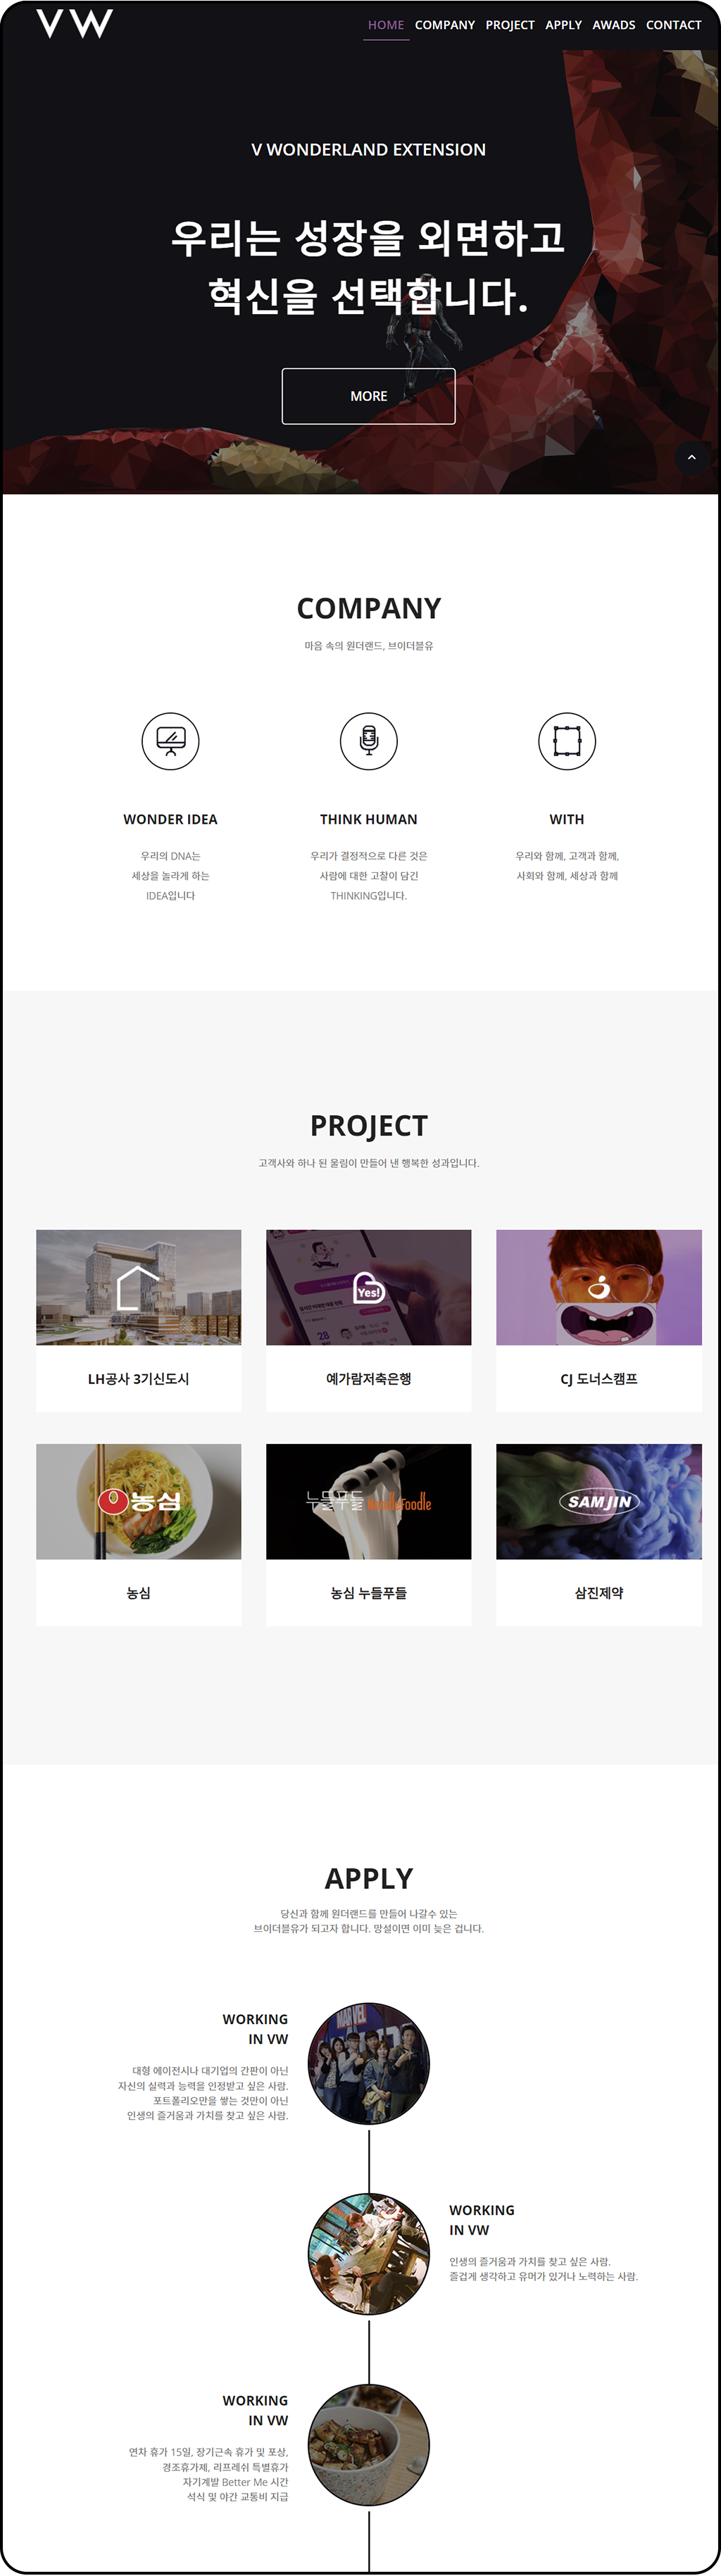 VW
HOME COMPANY PROJECT APPLY AWADS CONTACT
V WONDERLAND EXTENSION
우리는 성장을 외면하고
혁신을 선택합니다.
MORE
COMPANY
마음 속의 원더랜드, 브이더블유
WONDER IDEA
우리의 DNA는
세상을 놀라게 하는
IDEA입니다
THINK HUMAN
우리가 결정적으로 다른 것은
사람에 대한 고찰이 담긴
THINKING입니다.
WITH
우리와 함께, 고객과 함께,
사회와 함께, 세상과 함께
PROJECT
고객사와 하나 된 울림이 만들어 낸 행복한 성과입니다.
LH공사 3기신도시
Yes!
28
예가람저축은행
CJ 도너스캠프
농심
농심
누들푸들 NoodleFoodle
농심 누들푸들
SAMJIN
삼진제약
APPLY
당신과 함께 원더랜드를 만들어 나갈수 있는
브이더블유가 되고자 합니다. 망설이면 이미 늦은 겁니다.
WORKING
IN VW
대형 에이전시나 대기업의 간판이 아닌
자신의 실력과 능력을 인정받고 싶은 사람.
포트폴리오만을 쌓는 것만이 아닌
인생의 즐거움과 가치를 찾고 싶은 사람.
MARVEL
WORKING
IN VW
인생의 즐거움과 가치를 찾고 싶은 사람.
즐겁게 생각하고 유머가 있거나 노력하는 사람.
WORKING
IN VW
연차 휴가 15일, 장기근속 휴가 및 포상,
경조휴가제, 리프레쉬 특별휴가
자기계발 Better Me 시간
석식 및 야간 교통비 지급